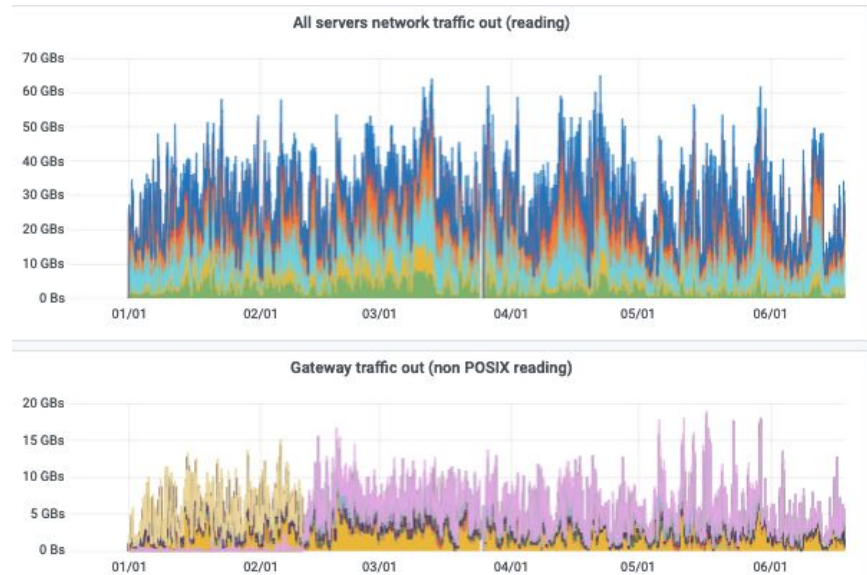 All servers network traffic out (reading)
70 GBs
60 GBs
50 GBs
40 GBs
30 GBs
20 GBs
10 GBs
0 Bs
01/01 02/01 03/01 04/01 05/01 06/01
Gateway traffic out (non POSIX reading)
20 GBs
15 GBs
10 GBs
5 GBs
0 Bs
01/01 02/01 03/01 04/01 05/01 06/01